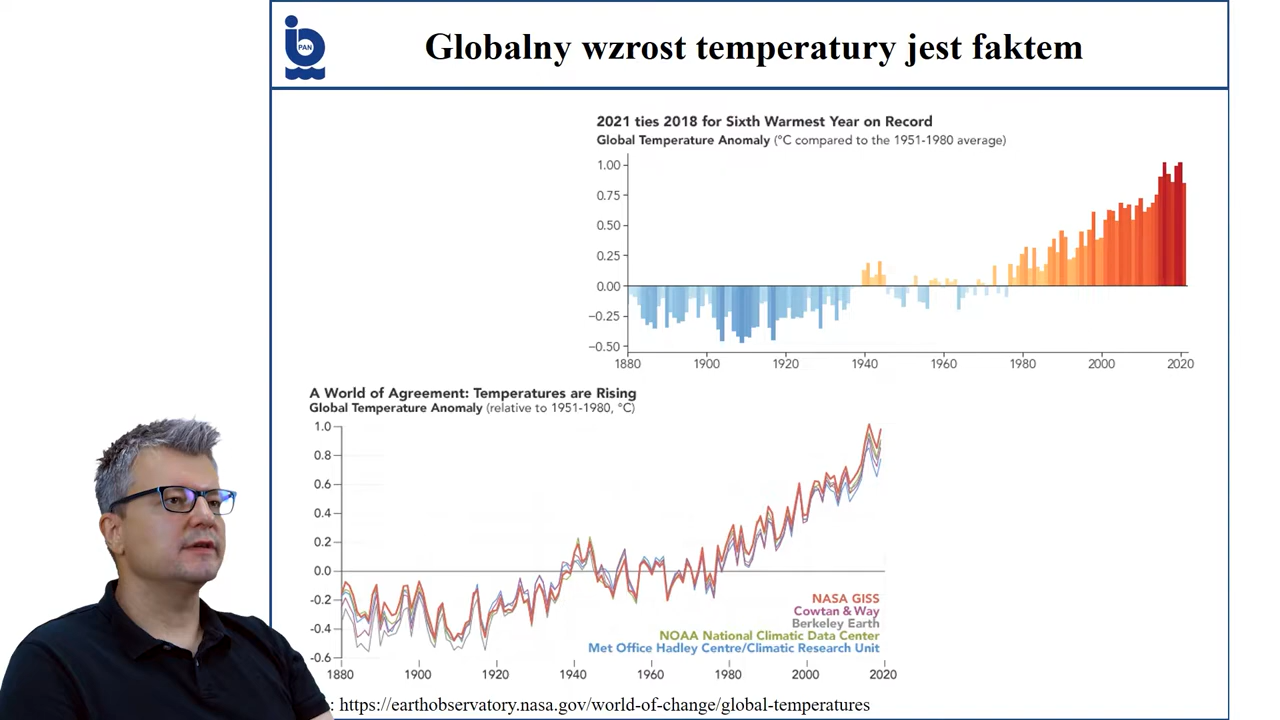 PAN
Globalny wzrost temperatury jest faktem
2021 ties 2018 for Sixth Warmest Year on Record
Global Temperature Anomaly (°C compared to the 1951-1980 average)
1.00
0.75
0.50
0.25
0.00
−0.25
−0.50
1880 1900 1920 1940 1960 1980 2000 2020
A World of Agreement: Temperatures are Rising
Global Temperature Anomaly (relative to 1951-1980, °C)
1.0
0.8
0.6
0.4
0.2
0.0
-0.2
-0.4
-0.6
NASA GISS
Cowtan & Way
Berkeley Earth
NOAA National Climatic Data Center
Met Office Hadley Centre/Climatic Research Unit
1880 1900 1920 1940 1960 1980 2000 2020
: https://earthobservatory.nasa.gov/world-of-change/global-temperatures